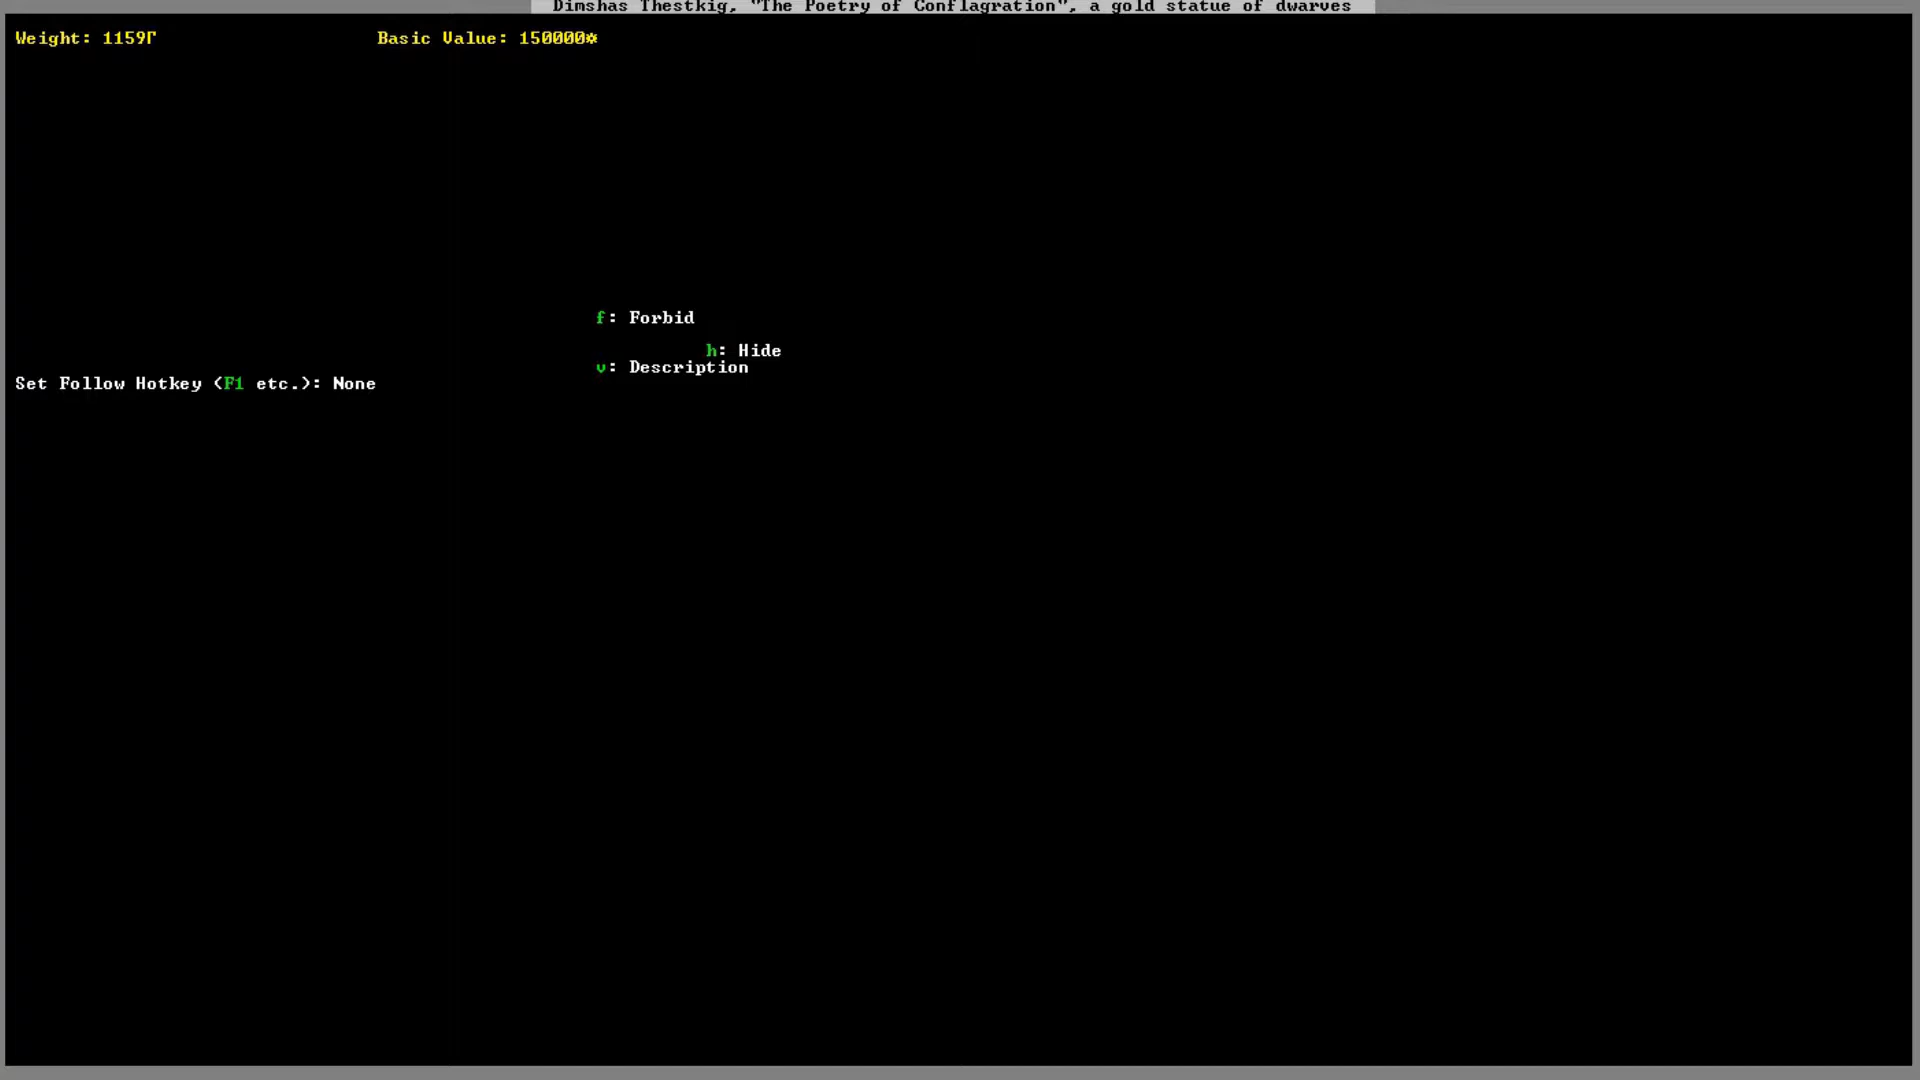 Dimshas Thestkig, "The Poetry of Conflagration", a gold statue of dwarves
Weight: 1159Γ Basic Value: 150000☼
f: Forbid
h: Hide
v: Description
Set Follow Hotkey (F1 etc.): None